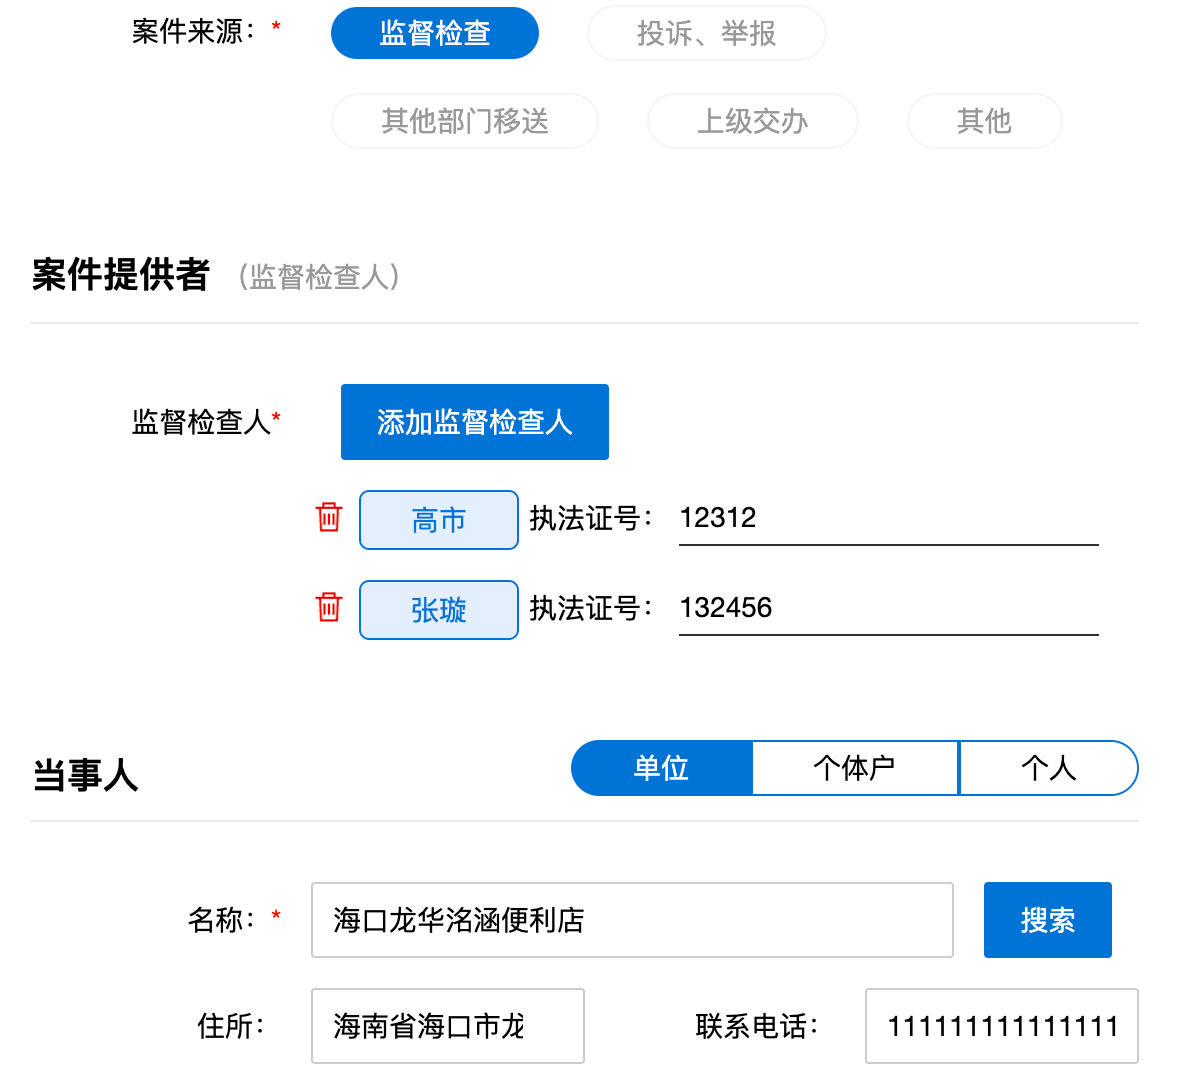 案件来源：* 监督检查 投诉、举报
其他部门移送 上级交办 其他
案件提供者 （监督检查人）
监督检查人* 添加监督检查人
高市 执法证号： 12312
张璇 执法证号： 132456
当事人 单位 个体户 个人
名称：* 海口龙华洺涵便利店 搜索
住所： 海南省海口市龙 联系电话： 111111111111111